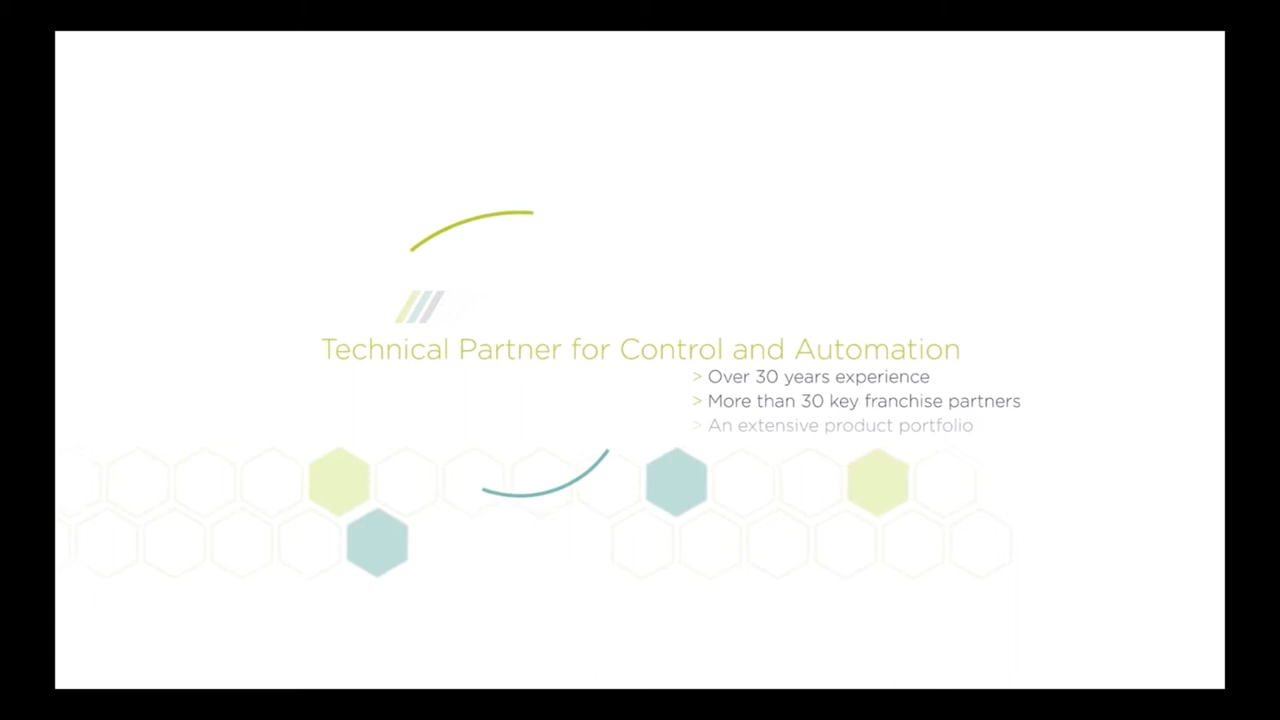 Technical Partner for Control and Automation
> Over 30 years experience
> More than 30 key franchise partners
> An extensive product portfolio